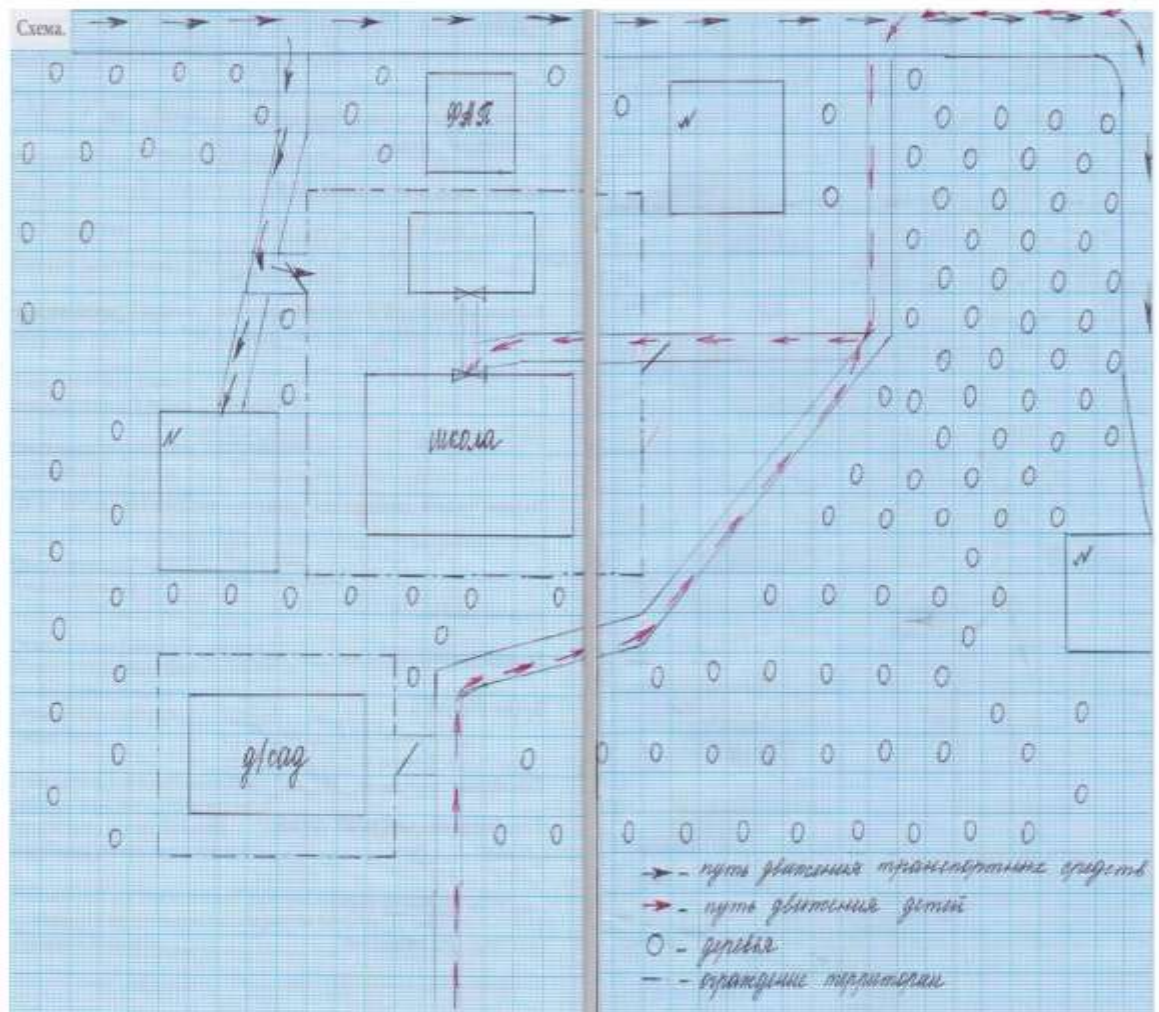 Схема.
ФАП
N
школа
N
N
д/сад
→ - путь движения транспортных средств
→ - путь движения детей
О - деревья
— - ограждение территории